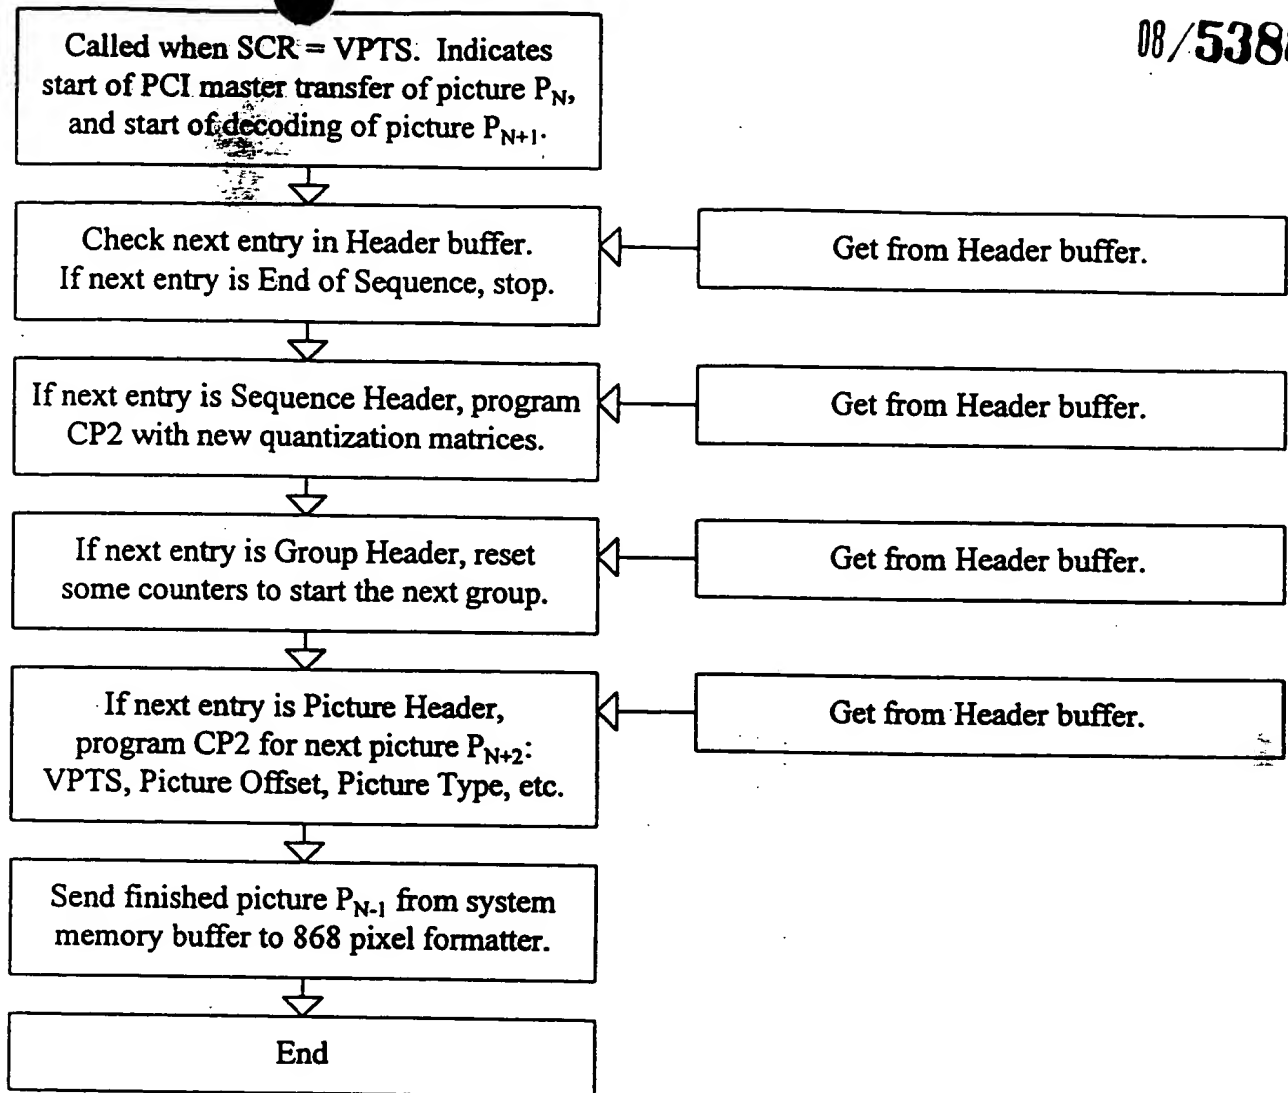 08/538
Called when SCR = VPTS. Indicates
start of PCI master transfer of picture P_N,
and start of decoding of picture P_{N+1}.
Check next entry in Header buffer.
If next entry is End of Sequence, stop.
Get from Header buffer.
If next entry is Sequence Header, program
CP2 with new quantization matrices.
Get from Header buffer.
If next entry is Group Header, reset
some counters to start the next group.
Get from Header buffer.
If next entry is Picture Header,
program CP2 for next picture P_{N+2}:
VPTS, Picture Offset, Picture Type, etc.
Get from Header buffer.
Send finished picture P_{N-1} from system
memory buffer to 868 pixel formatter.
End